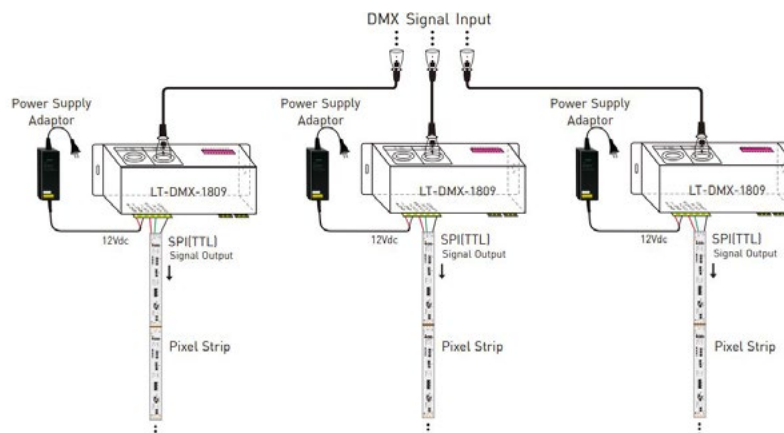 DMX Signal Input
Power Supply
Adaptor
LT-DMX-1809
12Vdc
SPI(TTL)
Signal Output
Pixel Strip
Power Supply
Adaptor
LT-DMX-1809
12Vdc
SPI(TTL)
Signal Output
Pixel Strip
Power Supply
Adaptor
LT-DMX-1809
12Vdc
SPI(TTL)
Signal Output
Pixel Strip